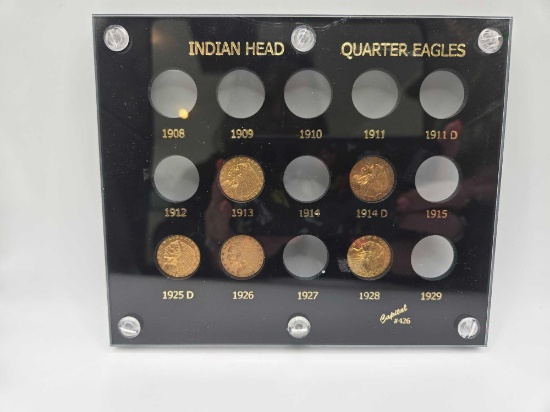 INDIAN HEAD QUARTER EAGLES
1908 1909 1910 1911 1911 D
1912 1913 1914 1914 D 1915
1925 D 1926 1927 1928 1929
Capital
#426